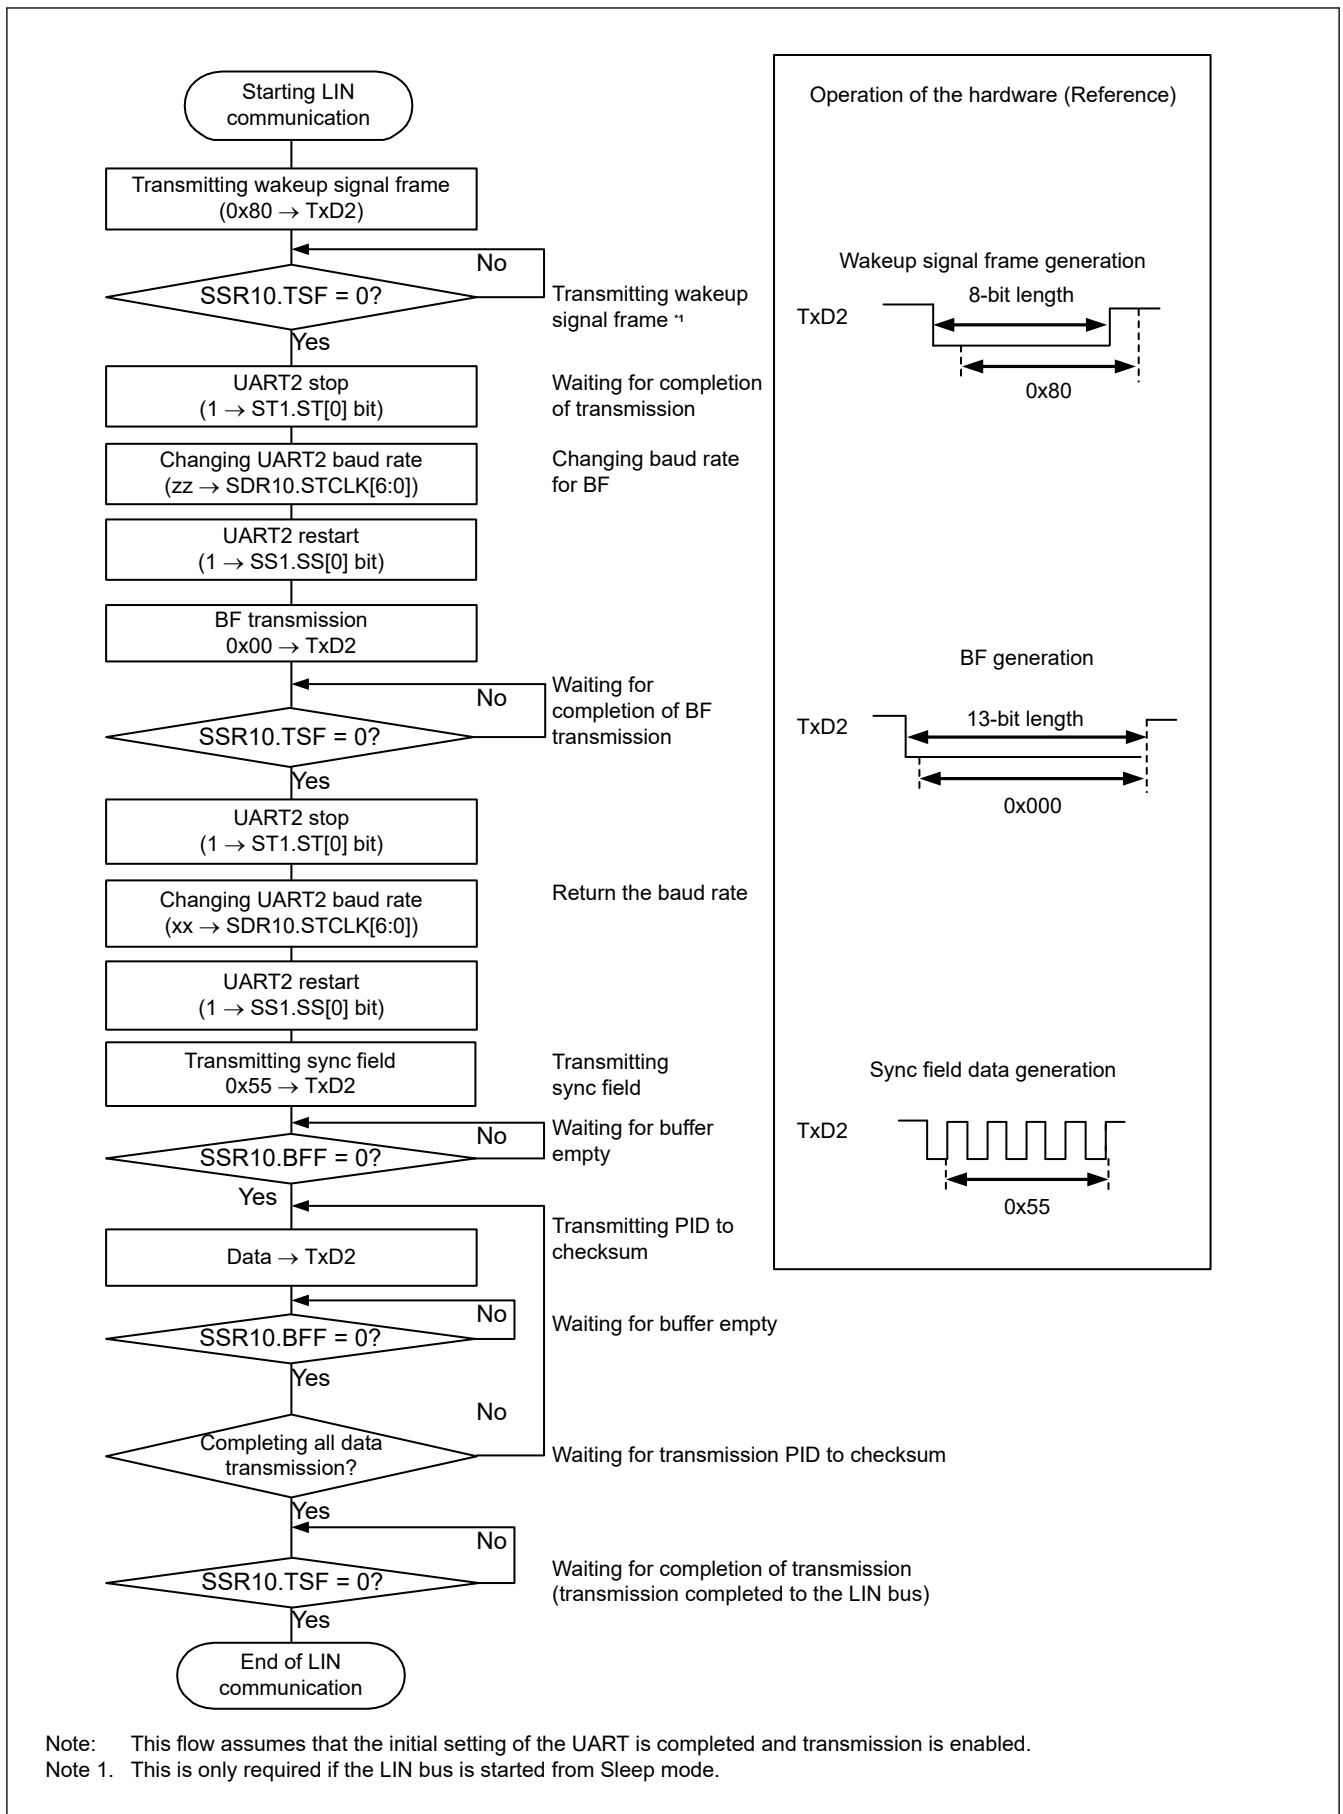 Starting LIN
communication
Transmitting wakeup signal frame
(0x80 → TxD2)
No
SSR10.TSF = 0?
Transmitting wakeup
signal frame *1
Yes
UART2 stop
(1 → ST1.ST[0] bit)
Waiting for completion
of transmission
Changing UART2 baud rate
(zz → SDR10.STCLK[6:0])
Changing baud rate
for BF
UART2 restart
(1 → SS1.SS[0] bit)
BF transmission
0x00 → TxD2
No
Waiting for
completion of BF
transmission
SSR10.TSF = 0?
Yes
UART2 stop
(1 → ST1.ST[0] bit)
Changing UART2 baud rate
(xx → SDR10.STCLK[6:0])
Return the baud rate
UART2 restart
(1 → SS1.SS[0] bit)
Transmitting sync field
0x55 → TxD2
Transmitting
sync field
No
Waiting for buffer
empty
SSR10.BFF = 0?
Yes
Transmitting PID to
checksum
Data → TxD2
No
SSR10.BFF = 0?
Waiting for buffer empty
Yes
No
Completing all data
transmission?
Waiting for transmission PID to checksum
Yes
No
SSR10.TSF = 0?
Waiting for completion of transmission
(transmission completed to the LIN bus)
Yes
End of LIN
communication
Operation of the hardware (Reference)
Wakeup signal frame generation
8-bit length
TxD2
0x80
BF generation
13-bit length
TxD2
0x000
Sync field data generation
TxD2
0x55
Note: This flow assumes that the initial setting of the UART is completed and transmission is enabled.
Note 1. This is only required if the LIN bus is started from Sleep mode.